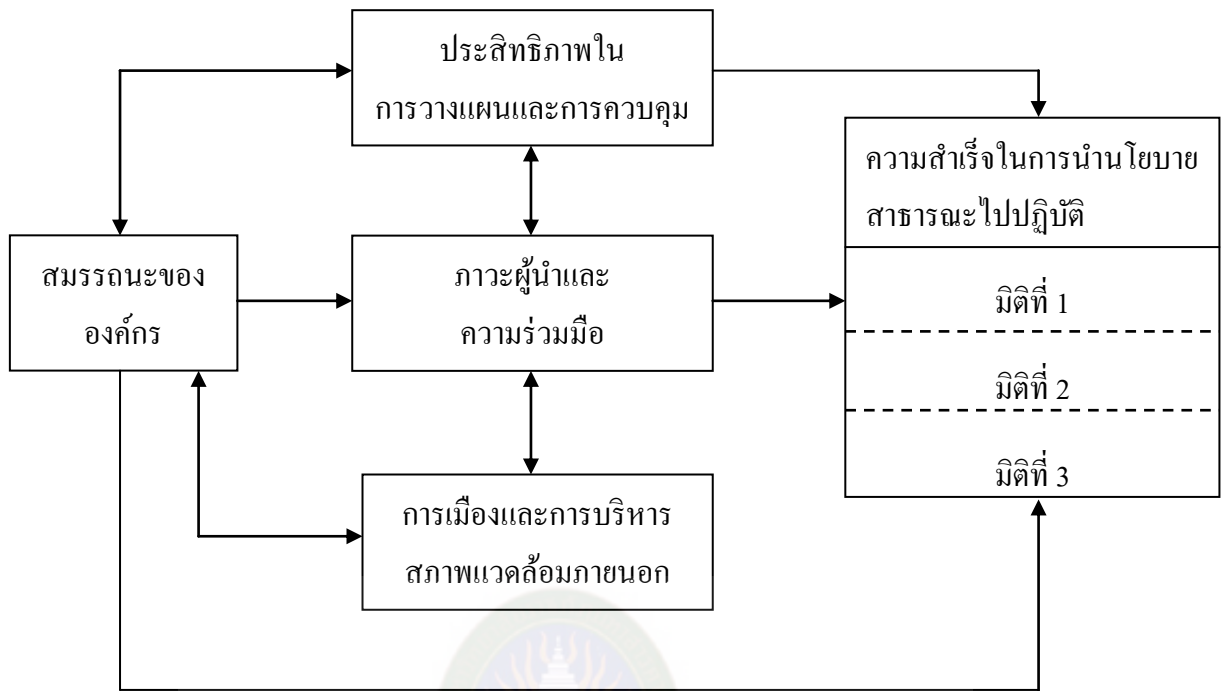 ประสิทธิภาพใน
การวางแผนและการควบคุม
ความสำเร็จในการนำนโยบาย
สาธารณะไปปฏิบัติ
สมรรถนะของ
องค์กร
ภาวะผู้นำและ
ความร่วมมือ
มิติที่ 1
มิติที่ 2
มิติที่ 3
การเมืองและการบริหาร
สภาพแวดล้อมภายนอก